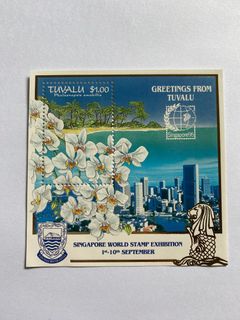 TUVALU $1.00
Phalaenopsis amabilis
GREETINGS FROM
TUVALU
Singapore'95
SINGAPORE WORLD STAMP EXHIBITION
1st-10th SEPTEMBER